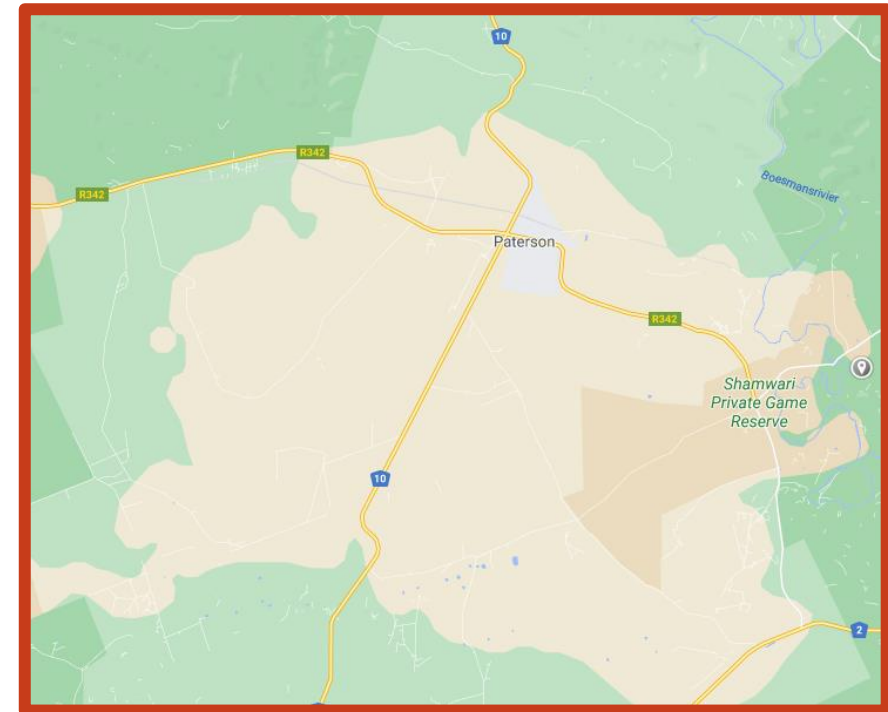 10
R342
R342
Boesmansrivier
Paterson
R342
Shamwari
Private Game
Reserve
10
2